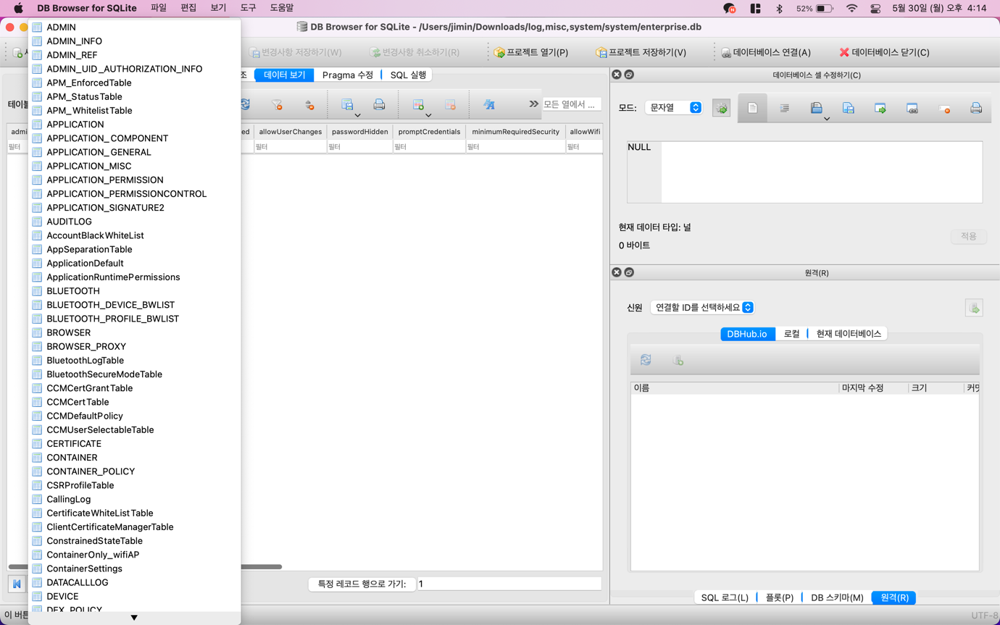 DB Browser for SQLite 파일 편집 보기 도구 도움말 52% 5월 30일 (월) 오후 4:14
DB Browser for SQLite - /Users/jimin/Downloads/log,misc,system/system/enterprise.db
변경사항 저장하기(W) 변경사항 취소하기(R) 프로젝트 열기(P) 프로젝트 저장하기(V) 데이터베이스 연결(A) 데이터베이스 닫기(C)
조 데이터 보기 Pragma 수정 SQL 실행
테이블
모든 열에서 ...
admi
ed allowUserChanges passwordHidden promptCredentials minimumRequiredSecurity allowWifi
필터 필터 필터 필터 필터 필터
ADMIN
ADMIN_INFO
ADMIN_REF
ADMIN_UID_AUTHORIZATION_INFO
APM_EnforcedTable
APM_StatusTable
APM_WhitelistTable
APPLICATION
APPLICATION_COMPONENT
APPLICATION_GENERAL
APPLICATION_MISC
APPLICATION_PERMISSION
APPLICATION_PERMISSIONCONTROL
APPLICATION_SIGNATURE2
AUDITLOG
AccountBlackWhiteList
AppSeparationTable
ApplicationDefault
ApplicationRuntimePermissions
BLUETOOTH
BLUETOOTH_DEVICE_BWLIST
BLUETOOTH_PROFILE_BWLIST
BROWSER
BROWSER_PROXY
BluetoothLogTable
BluetoothSecureModeTable
CCMCertGrantTable
CCMCertTable
CCMDefaultPolicy
CCMUserSelectableTable
CERTIFICATE
CONTAINER
CONTAINER_POLICY
CSRProfileTable
CallingLog
CertificateWhiteListTable
ClientCertificateManagerTable
ConstrainedStateTable
ContainerOnly_wifiAP
ContainerSettings
DATACALLLOG
DEVICE
DEX_POLICY
특정 레코드 행으로 가기: 1
이 버튼
데이터베이스 셀 수정하기(C)
모드: 문자열
NULL
현재 데이터 타입: 널
0 바이트
적용
원격(R)
신원 연결할 ID를 선택하세요
DBHub.io 로컬 현재 데이터베이스
이름 마지막 수정 크기 커밋
SQL 로그(L) 플롯(P) DB 스키마(M) 원격(R)
UTF-8